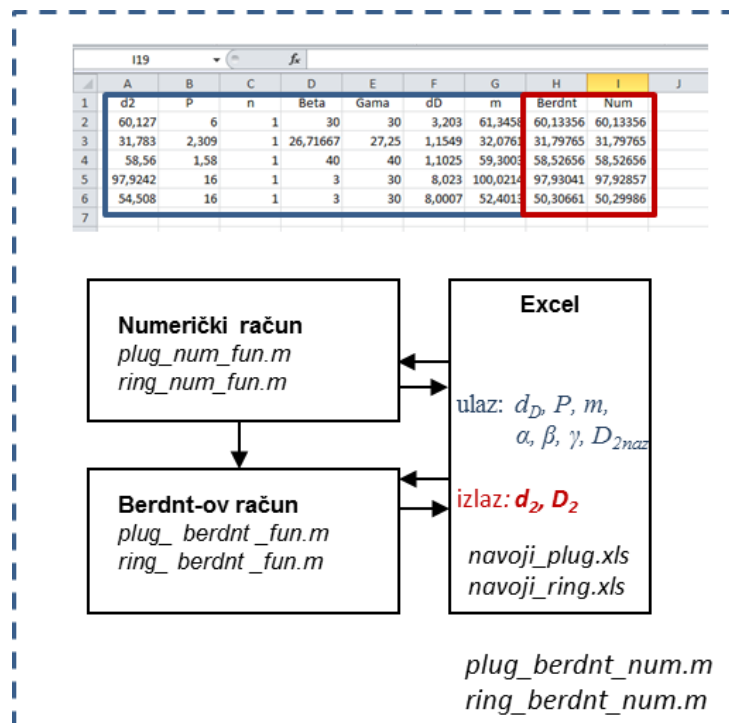 I19 fx
A B C D E F G H I J
1 d2 P n Beta Gama dD m Berdnt Num
2 60,127 6 1 30 30 3,203 61,3458 60,13356 60,13356
3 31,783 2,309 1 26,71667 27,25 1,1549 32,0761 31,79765 31,79765
4 58,56 1,58 1 40 40 1,1025 59,3003 58,52656 58,52656
5 97,9242 16 1 3 30 8,023 100,0214 97,93041 97,92857
6 54,508 16 1 3 30 8,0007 52,4013 50,30661 50,29986
7
Numerički račun
plug_num_fun.m
ring_num_fun.m
Berdnt-ov račun
plug_ berdnt _fun.m
ring_ berdnt _fun.m
Excel
ulaz: dD, P, m,
α, β, γ, D2naz
izlaz: d2, D2
navoji_plug.xls
navoji_ring.xls
plug_berdnt_num.m
ring_berdnt_num.m